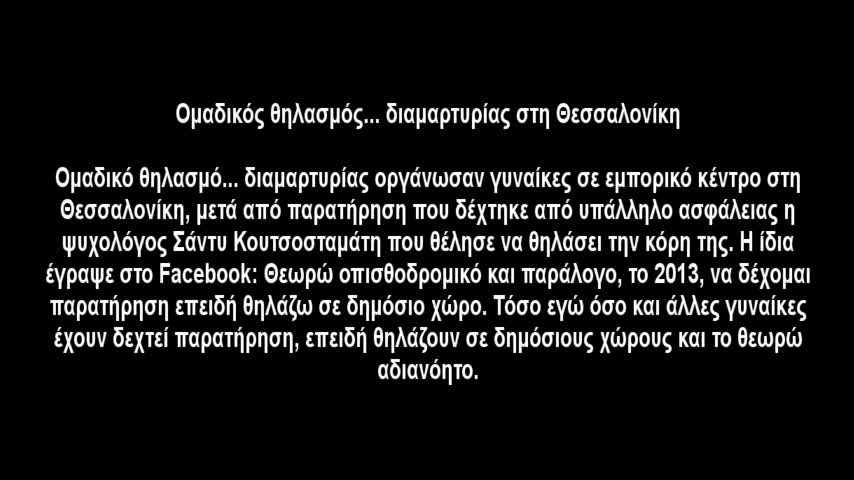 Ομαδικός θηλασμός... διαμαρτυρίας στη Θεσσαλονίκη
Ομαδικό θηλασμό... διαμαρτυρίας οργάνωσαν γυναίκες σε εμπορικό κέντρο στη
Θεσσαλονίκη, μετά από παρατήρηση που δέχτηκε από υπάλληλο ασφάλειας η
ψυχολόγος Σάντυ Κουτσοσταμάτη που θέλησε να θηλάσει την κόρη της. Η ίδια
έγραψε στο Facebook: Θεωρώ οπισθοδρομικό και παράλογο, το 2013, να δέχομαι
παρατήρηση επειδή θηλάζω σε δημόσιο χώρο. Τόσο εγώ όσο και άλλες γυναίκες
έχουν δεχτεί παρατήρηση, επειδή θηλάζουν σε δημόσιους χώρους και το θεωρώ
αδιανόητο.